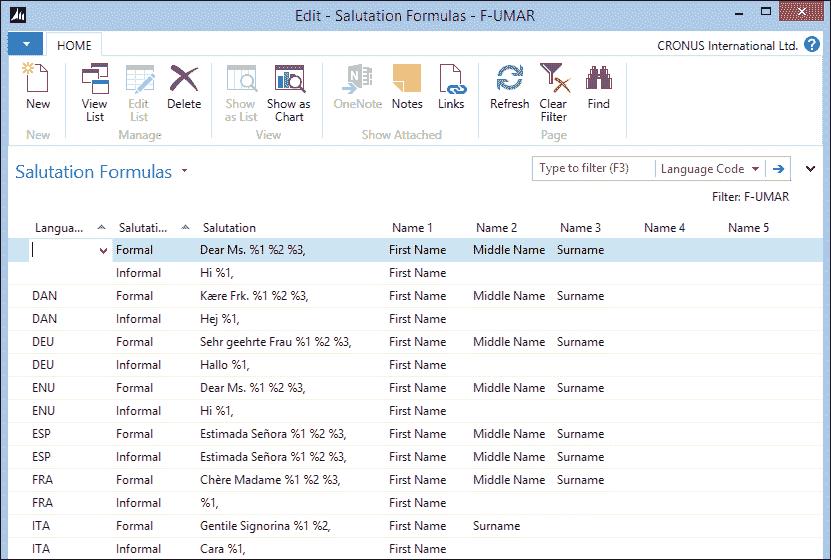 Edit - Salutation Formulas - F-UMAR
HOME
CRONUS International Ltd.
New View List Edit List Delete Show as List Show as Chart OneNote Notes Links Refresh Clear Filter Find
New Manage View Show Attached Page
Salutation Formulas Type to filter (F3) Language Code
Filter: F-UMAR
Langua... Salutati... Salutation Name 1 Name 2 Name 3 Name 4 Name 5
Formal Dear Ms. %1 %2 %3, First Name Middle Name Surname
Informal Hi %1, First Name
DAN Formal Kære Frk. %1 %2 %3, First Name Middle Name Surname
DAN Informal Hej %1, First Name
DEU Formal Sehr geehrte Frau %1 %2 %3, First Name Middle Name Surname
DEU Informal Hallo %1, First Name
ENU Formal Dear Ms. %1 %2 %3, First Name Middle Name Surname
ENU Informal Hi %1, First Name
ESP Formal Estimada Señora %1 %2 %3, First Name Middle Name Surname
ESP Informal Estimada Señora %1 %2 %3, First Name Middle Name Surname
FRA Formal Chère Madame %1 %2 %3, First Name Middle Name Surname
FRA Informal %1, First Name
ITA Formal Gentile Signorina %1 %2, First Name Surname
ITA Informal Cara %1, First Name